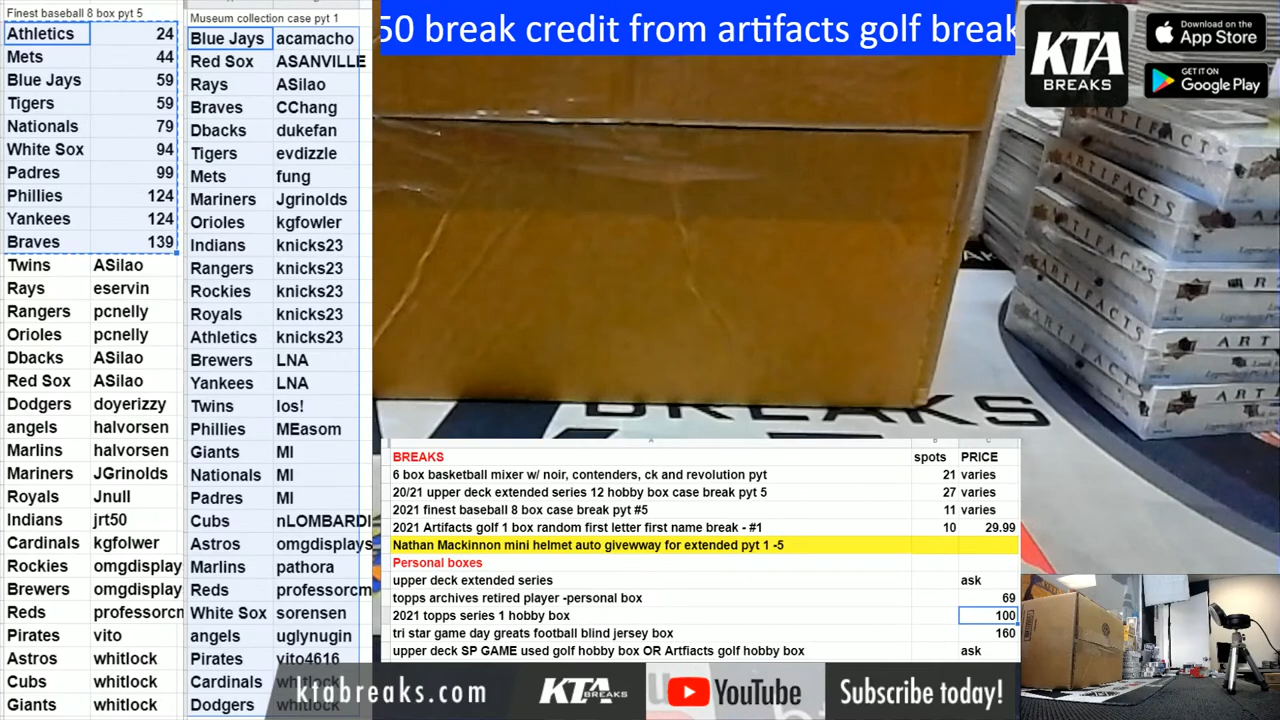 Finest baseball 8 box pyt 5
Athletics 24
Mets 44
Blue Jays 59
Tigers 59
Nationals 79
White Sox 94
Padres 99
Phillies 124
Yankees 124
Braves 139
Twins ASilao
Rays eservin
Rangers pcnelly
Orioles pcnelly
Dbacks ASilao
Red Sox ASilao
Dodgers doyerizzy
angels halvorsen
Marlins halvorsen
Mariners JGrinolds
Royals Jnull
Indians jrt50
Cardinals kgfolwer
Rockies omgdisplay
Brewers omgdisplay
Reds professorcm
Pirates vito
Astros whitlock
Cubs whitlock
Giants whitlock
Museum collection case pyt 1
Blue Jays acamacho
Red Sox ASANVILLE
Rays ASilao
Braves CChang
Dbacks dukefan
Tigers evdizzle
Mets fung
Mariners Jgrinolds
Orioles kgfowler
Indians knicks23
Rangers knicks23
Rockies knicks23
Royals knicks23
Athletics knicks23
Brewers LNA
Yankees LNA
Twins los!
Phillies MEasom
Giants MI
Nationals MI
Padres MI
Cubs nLOMBARDI
Astros omgdisplays
Marlins pathora
Reds professorcm
White Sox sorensen
angels uglynugin
Pirates vito4616
Cardinals whitlock
Dodgers whitlock
50 break credit from artifacts golf break
KTA
BREAKS
Download on the
App Store
GET IT ON
Google Play
ARTIFACTS
ARTIFACTS
ARTIFACTS
ART
ART
BREAKS
BREAKS spots PRICE
6 box basketball mixer w/ noir, contenders, ck and revolution pyt 21 varies
20/21 upper deck extended series 12 hobby box case break pyt 5 27 varies
2021 finest baseball 8 box case break pyt #5 11 varies
2021 Artifacts golf 1 box random first letter first name break - #1 10 29.99
Nathan Mackinnon mini helmet auto givewway for extended pyt 1 -5
Personal boxes
upper deck extended series ask
topps archives retired player -personal box 69
2021 topps series 1 hobby box 100
tri star game day greats football blind jersey box 160
upper deck SP GAME used golf hobby box OR Artfiacts golf hobby box ask
ktabreaks.com
KTA BREAKS
YouTube
Subscribe today!